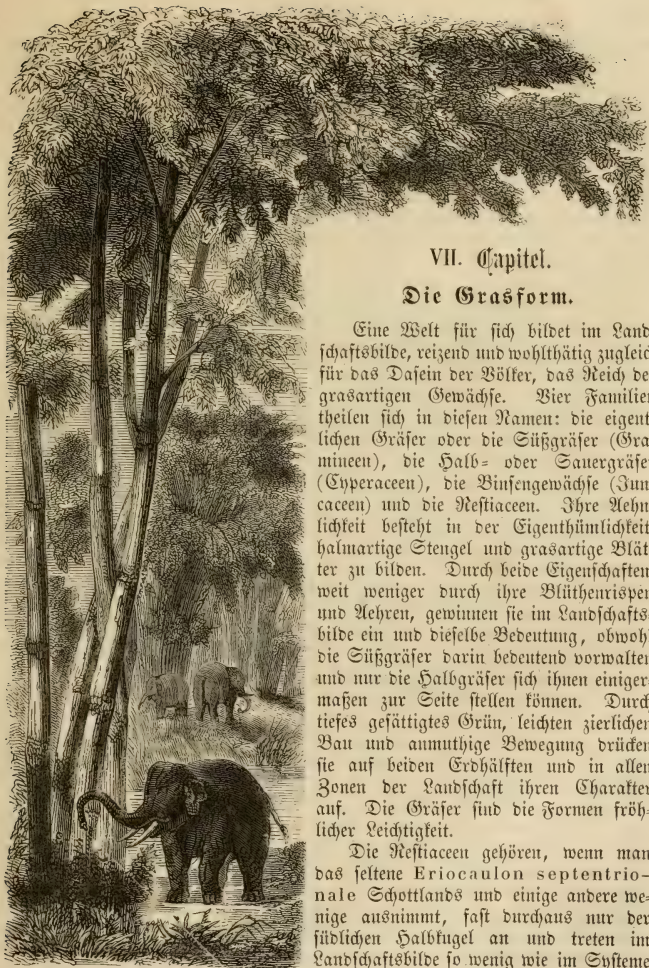 VII. Capitel.
Die Grasform.
Eine Welt für sich bildet im Land
schaftsbilde, reizend und wohlthätig zugleic
für das Dasein der Völker, das Reich de
grasartigen Gewächse. Vier Familien
theilen sich in diesen Namen: die eigent
lichen Gräser oder die Süßgräser (Gra
mineen), die Halb= oder Sauergräser
(Cyperaceen), die Binsengewächse (Jun
caceen) und die Restiaceen. Ihre Aehn
lichkeit besteht in der Eigenthümlichkeit
halmartige Stengel und grasartige Blät
ter zu bilden. Durch beide Eigenschaften
weit weniger durch ihre Blüthenrispen
und Aehren, gewinnen sie im Landschafts=
bilde ein und dieselbe Bedeutung, obwohl
die Süßgräser darin bedeutend vorwalten
und nur die Halbgräser sich ihnen einiger=
maßen zur Seite stellen können. Durch
tiefes gesättigtes Grün, leichten zierlichen
Bau und anmuthige Bewegung drücken
sie auf beiden Erdhälften und in allen
Zonen der Landschaft ihren Charakter
auf. Die Gräser sind die Formen fröh=
licher Leichtigkeit.
Die Restiaceen gehören, wenn man
das seltene Eriocaulon septentrio-
nale Schottlands und einige andere we=
nige ausnimmt, fast durchaus nur der
südlichen Halbkugel an und treten im
Landschaftsbilde so wenig wie im Systeme